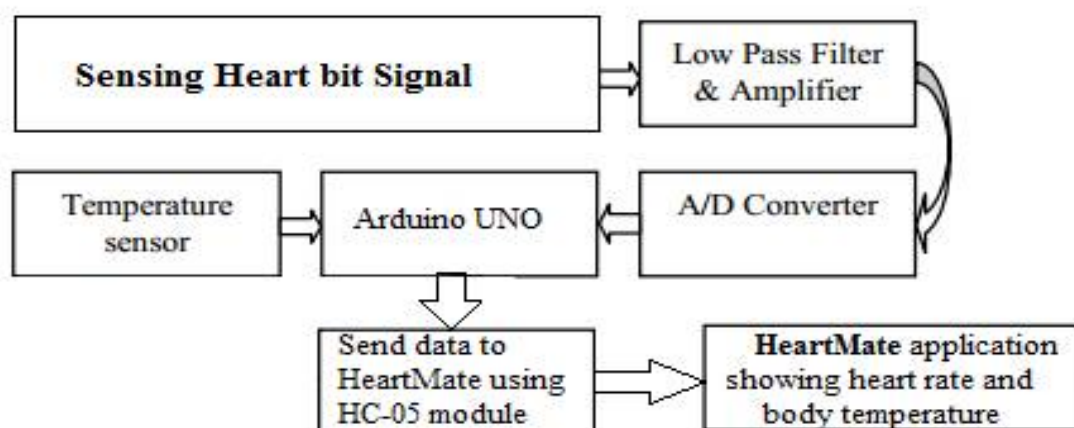 Sensing Heart bit Signal
Low Pass Filter
& Amplifier
Temperature
sensor
Arduino UNO
A/D Converter
Send data to
HeartMate using
HC-05 module
HeartMate application
showing heart rate and
body temperature